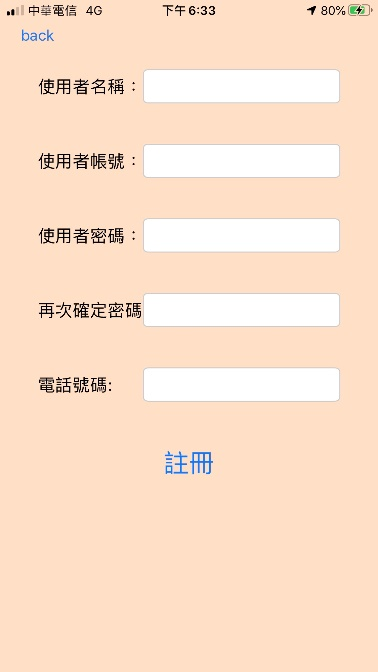 中華電信 4G 下午6:33 80%
back
使用者名稱：
使用者帳號：
使用者密碼：
再次確定密碼
電話號碼:
註冊